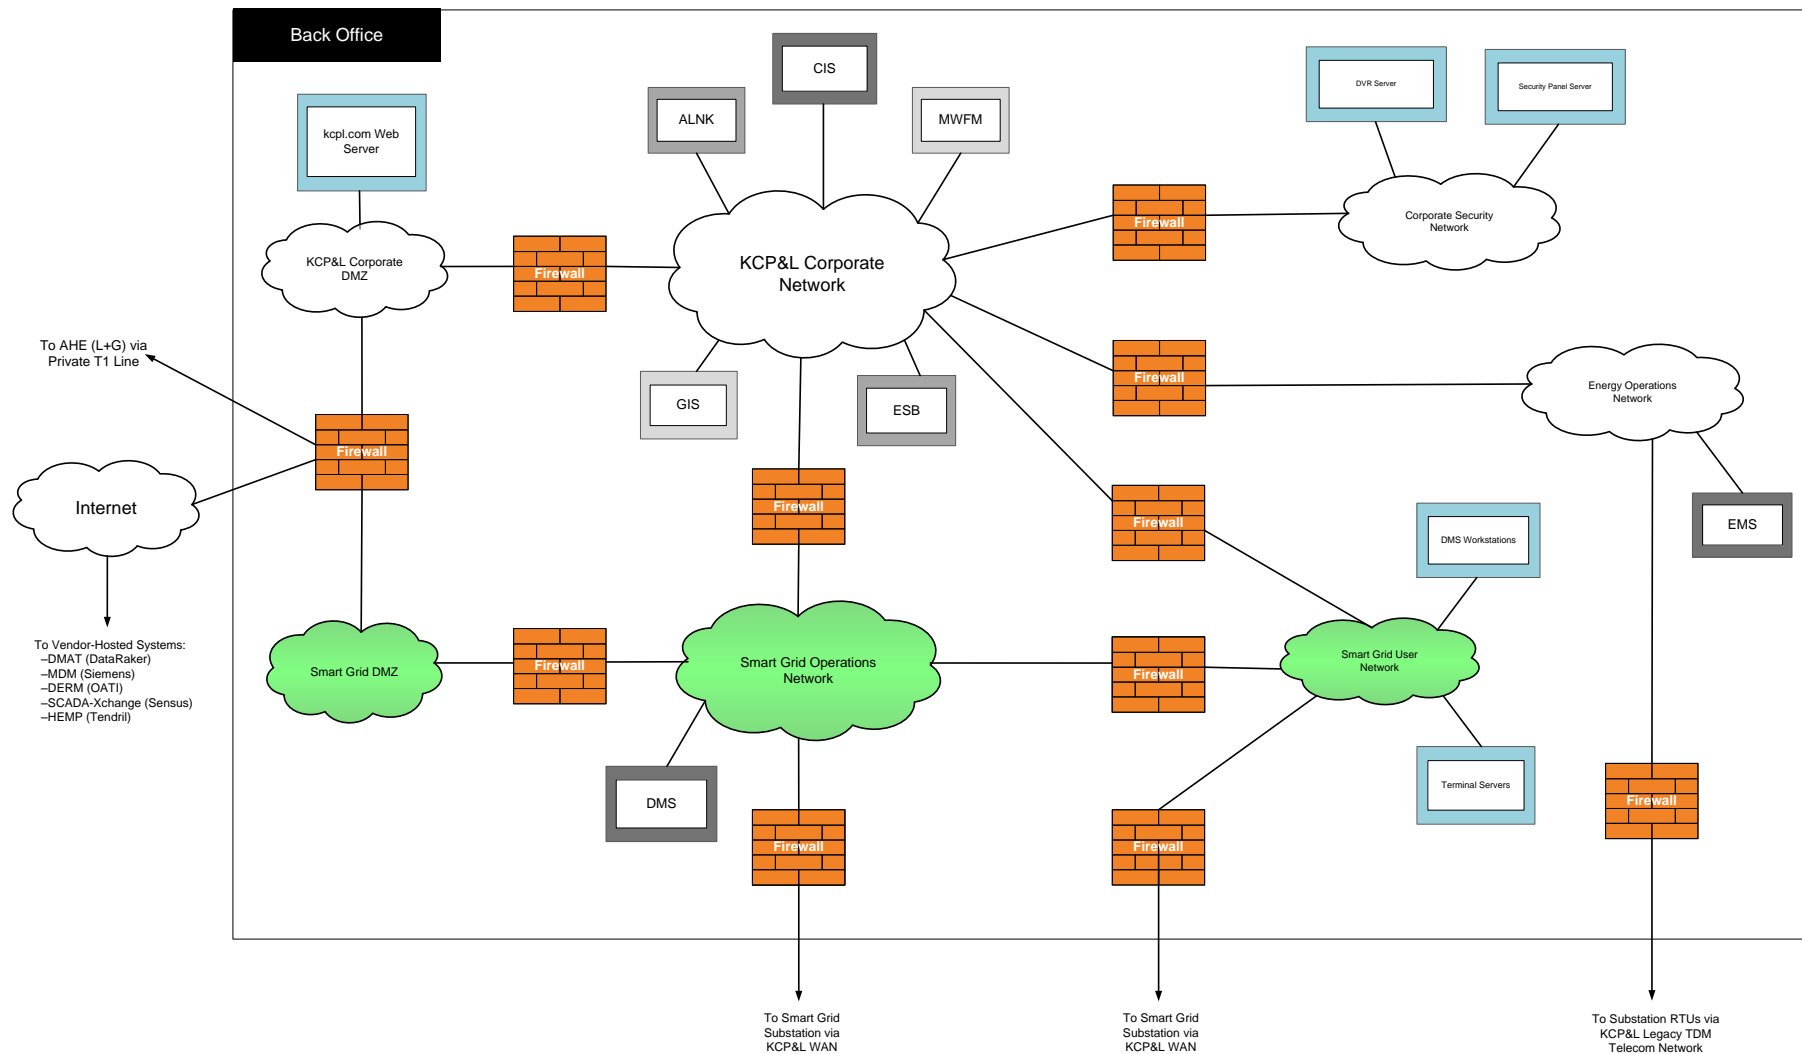 Back Office
CIS
DVR Server
Security Panel Server
ALNK
MWFM
kcpl.com Web
Server
Firewall
Corporate Security
Network
KCP&L Corporate
DMZ
Firewall
KCP&L Corporate
Network
To AHE (L+G) via
Private T1 Line
Firewall
Energy Operations
Network
GIS
ESB
Firewall
Internet
Firewall
Firewall
DMS Workstations
EMS
To Vendor-Hosted Systems:
–DMAT (DataRaker)
–MDM (Siemens)
–DERM (OATI)
–SCADA-Xchange (Sensus)
–HEMP (Tendril)
Smart Grid DMZ
Firewall
Smart Grid Operations
Network
Firewall
Smart Grid User
Network
DMS
Terminal Servers
Firewall
Firewall
Firewall
To Smart Grid
Substation via
KCP&L WAN
To Smart Grid
Substation via
KCP&L WAN
To Substation RTUs via
KCP&L Legacy TDM
Telecom Network